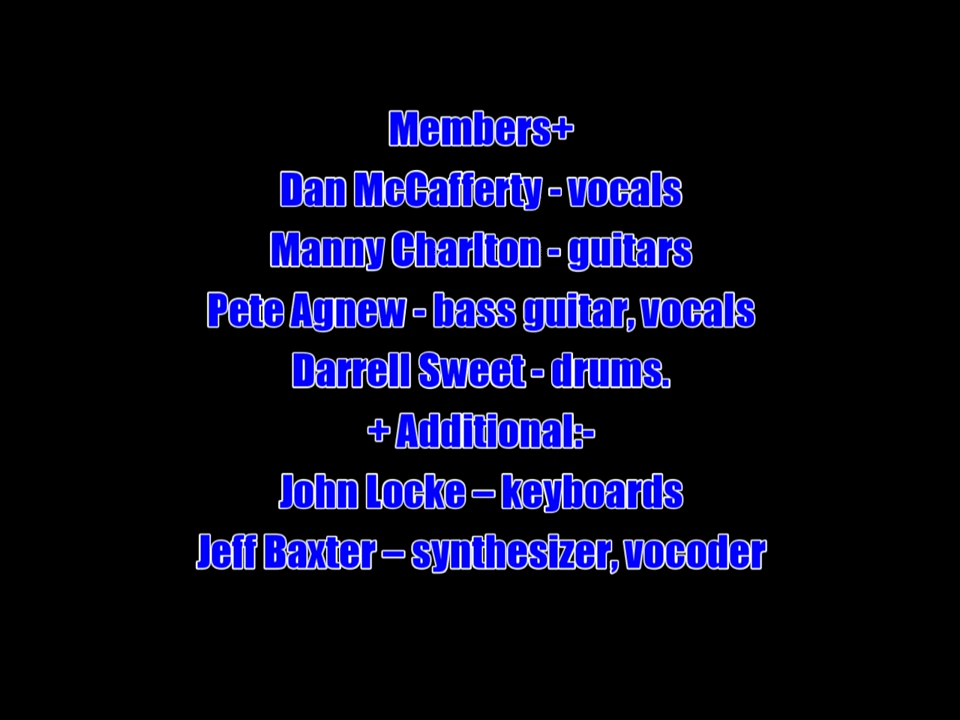 Members+
Dan McCafferty - vocals
Manny Charlton - guitars
Pete Agnew - bass guitar, vocals
Darrell Sweet - drums.
+ Additional:-
John Locke – keyboards
Jeff Baxter – synthesizer, vocoder